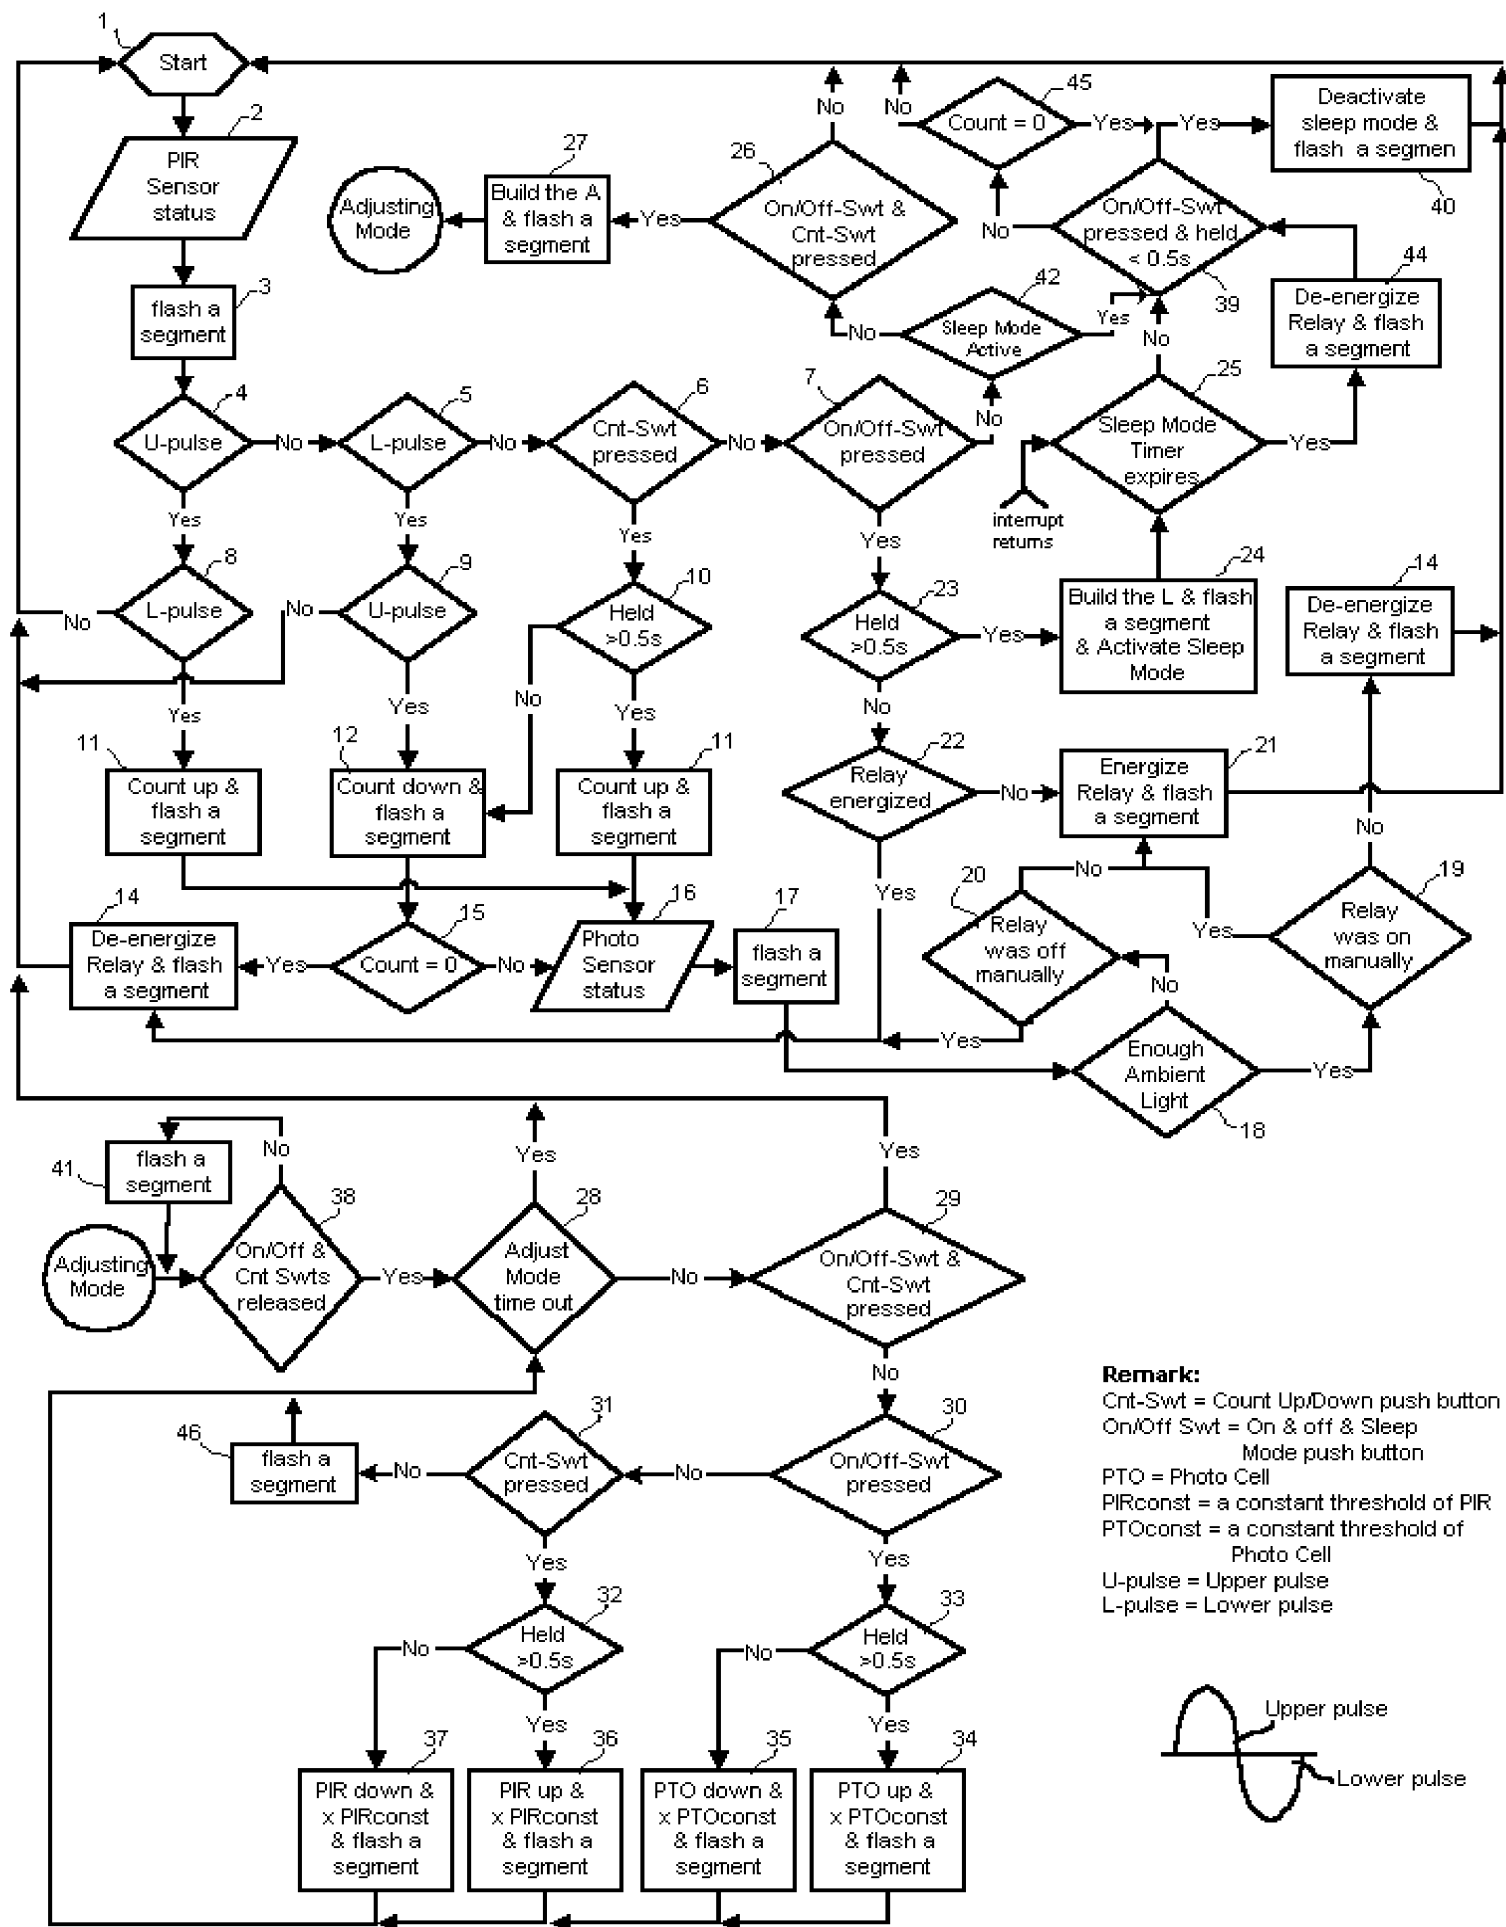 1
Start
2
PIR
Sensor
status
3
flash a
segment
4
U-pulse
No
5
L-pulse
No
6
Cnt-Swt
pressed
No
7
On/Off-Swt
pressed
No
Yes
Yes
Yes
Yes
8
L-pulse
No
9
U-pulse
No
10
Held
>0.5s
No
23
Held
>0.5s
Yes
No
Yes
Yes
Yes
11
Count up &
flash a
segment
12
Count down &
flash a
segment
11
Count up &
flash a
segment
22
Relay
energized
No
Yes
21
Energize
Relay & flash
a segment
14
De-energize
Relay & flash
a segment
Yes
15
Count = 0
No
16
Photo
Sensor
status
17
flash a
segment
20
Relay
was off
manually
No
Yes
18
Enough
Ambient
Light
No
Yes
19
Relay
was on
manually
Yes
No
14
De-energize
Relay & flash
a segment
24
Build the L & flash
a segment
& Activate Sleep
Mode
interrupt
returns
25
Sleep Mode
Timer
expires
Yes
No
44
De-energize
Relay & flash
a segment
39
On/Off-Swt
pressed & held
< 0.5s
No
Yes
45
Count = 0
No
Yes
40
Deactivate
sleep mode &
flash a segmen
42
Sleep Mode
Active
No
Yes
26
On/Off-Swt &
Cnt-Swt
pressed
No
Yes
27
Build the A
& flash a
segment
Adjusting
Mode
41
flash a
segment
Adjusting
Mode
38
On/Off &
Cnt Swts
released
No
Yes
28
Adjust
Mode
time out
Yes
No
29
On/Off-Swt &
Cnt-Swt
pressed
Yes
No
30
On/Off-Swt
pressed
No
Yes
31
Cnt-Swt
pressed
No
Yes
46
flash a
segment
32
Held
>0.5s
No
Yes
33
Held
>0.5s
No
Yes
37
PIR down &
x PIRconst
& flash a
segment
36
PIR up &
x PIRconst
& flash a
segment
35
PTO down &
x PTOconst
& flash a
segment
34
PTO up &
x PTOconst
& flash a
segment
Remark:
Cnt-Swt = Count Up/Down push button
On/Off Swt = On & off & Sleep
Mode push button
PTO = Photo Cell
PIRconst = a constant threshold of PIR
PTOconst = a constant threshold of
Photo Cell
U-pulse = Upper pulse
L-pulse = Lower pulse
Upper pulse
Lower pulse